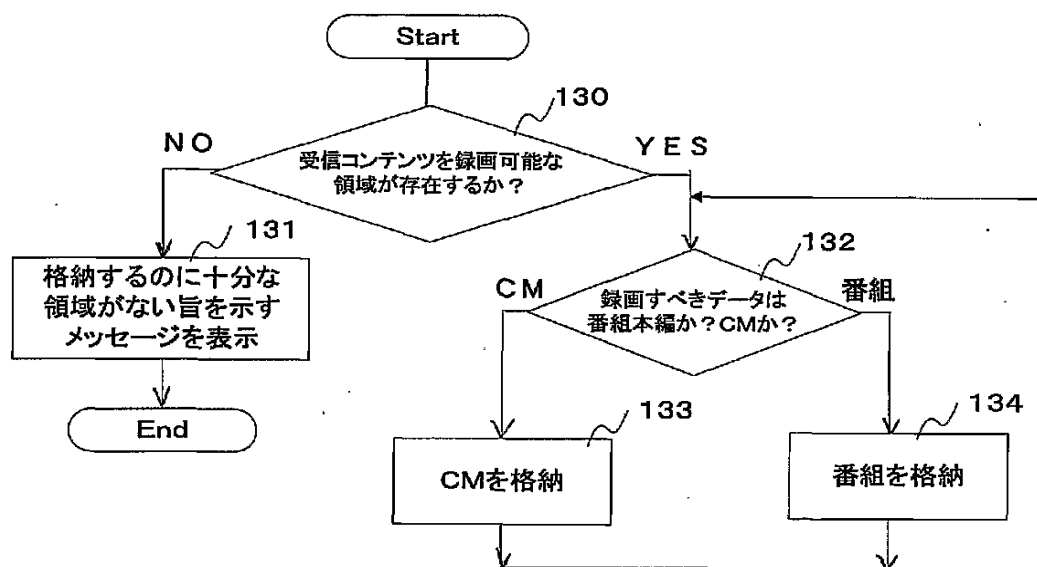 Start
130
受信コンテンツを録画可能な
領域が存在するか？
NO
YES
131
格納するのに十分な
領域がない旨を示す
メッセージを表示
End
132
録画すべきデータは
番組本編か？CMか？
CM
番組
133
CMを格納
134
番組を格納